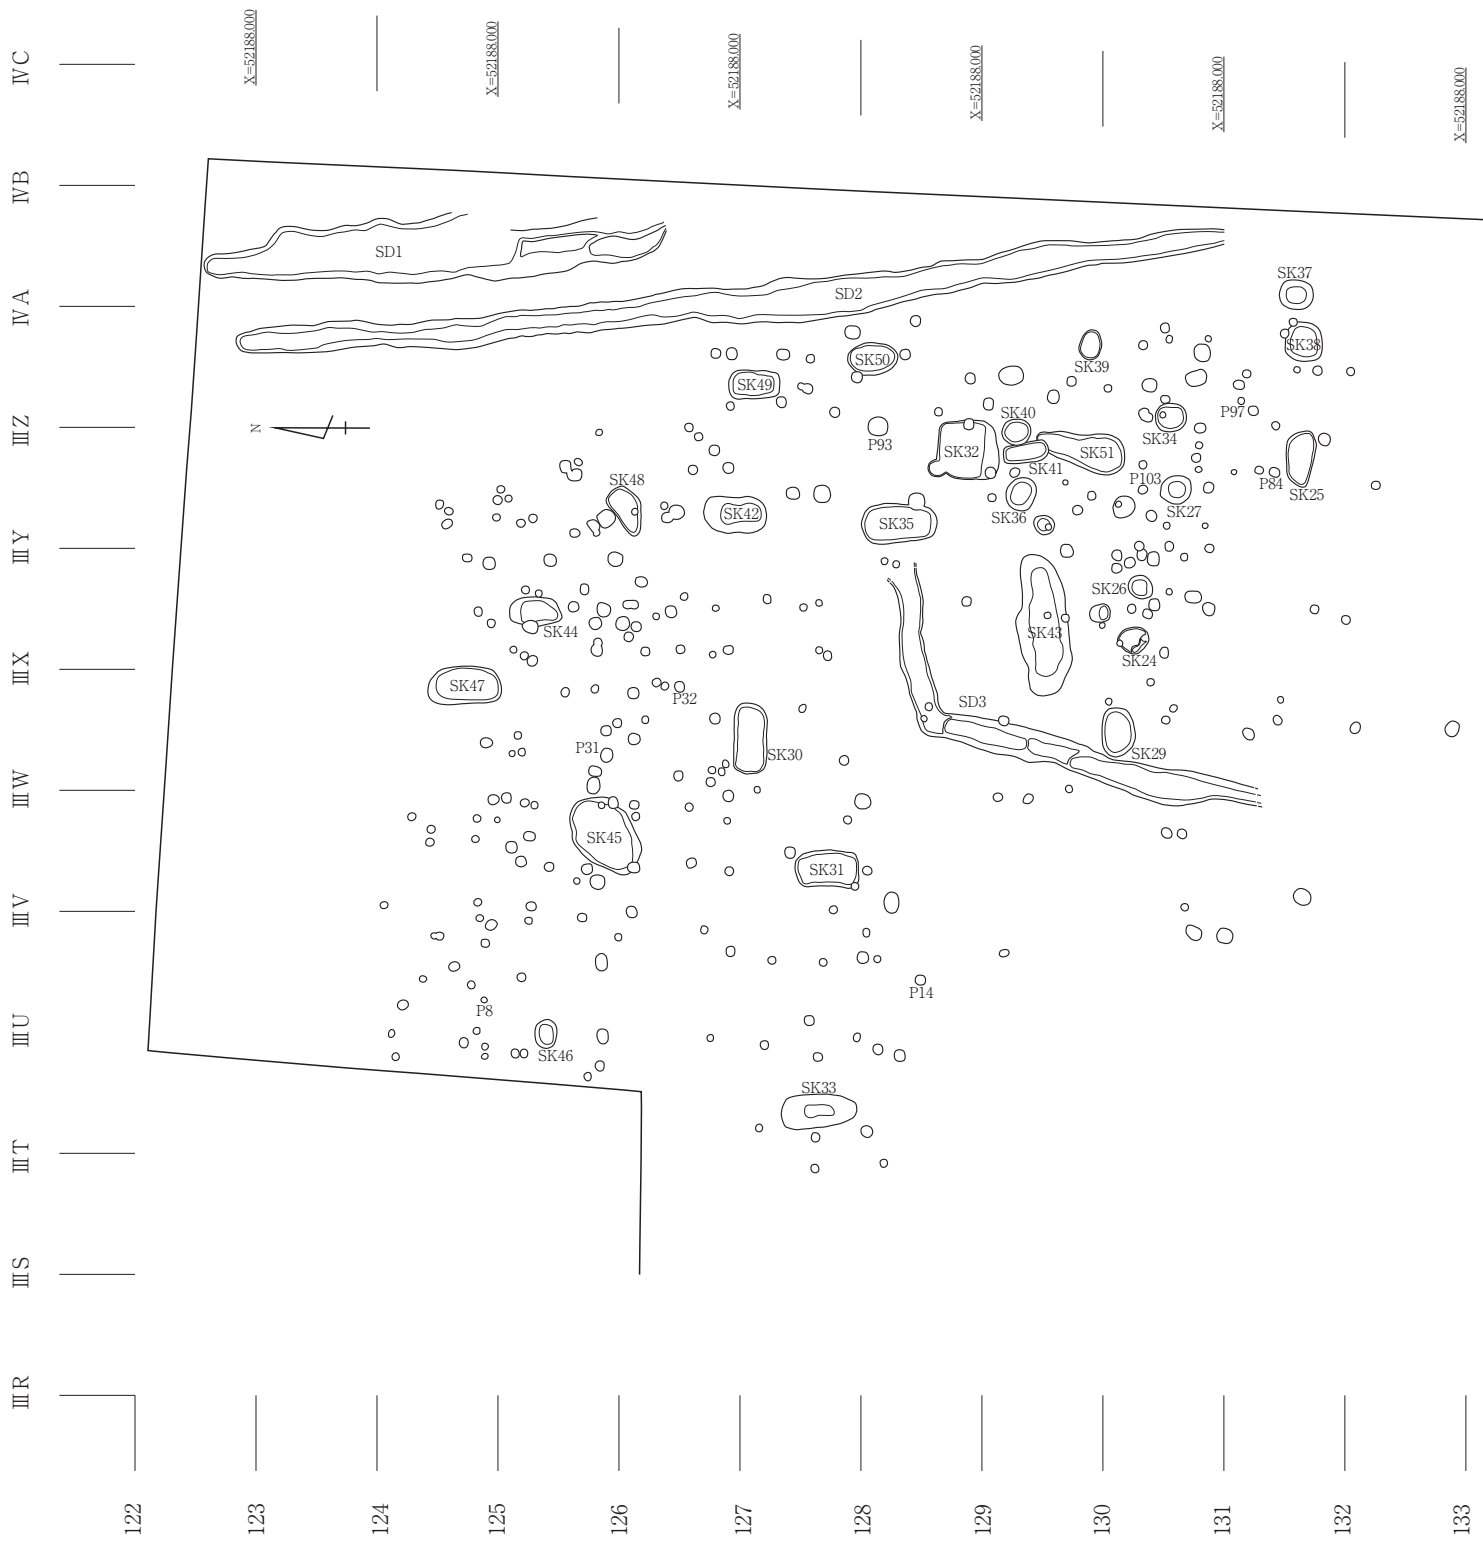 X=52188.000
X=52188.000
X=52188.000
X=52188.000
X=52188.000
X=52188.000
ⅣC
ⅣB
ⅣA
ⅢZ
ⅢY
ⅢX
ⅢW
ⅢV
ⅢU
ⅢT
ⅢS
ⅢR
SD1
SK37
SD2
SK38
SK50
SK39
SK49
P97
SK40
N
P93
SK34
SK32
SK51
SK41
SK48
P103
P84
SK25
SK42
SK27
SK36
SK35
SK26
SK44
SK43
SK24
SK47
P32
SD3
P31
SK30
SK29
SK45
SK31
P14
P8
SK46
SK33
122
123
124
125
126
127
128
129
130
131
132
133